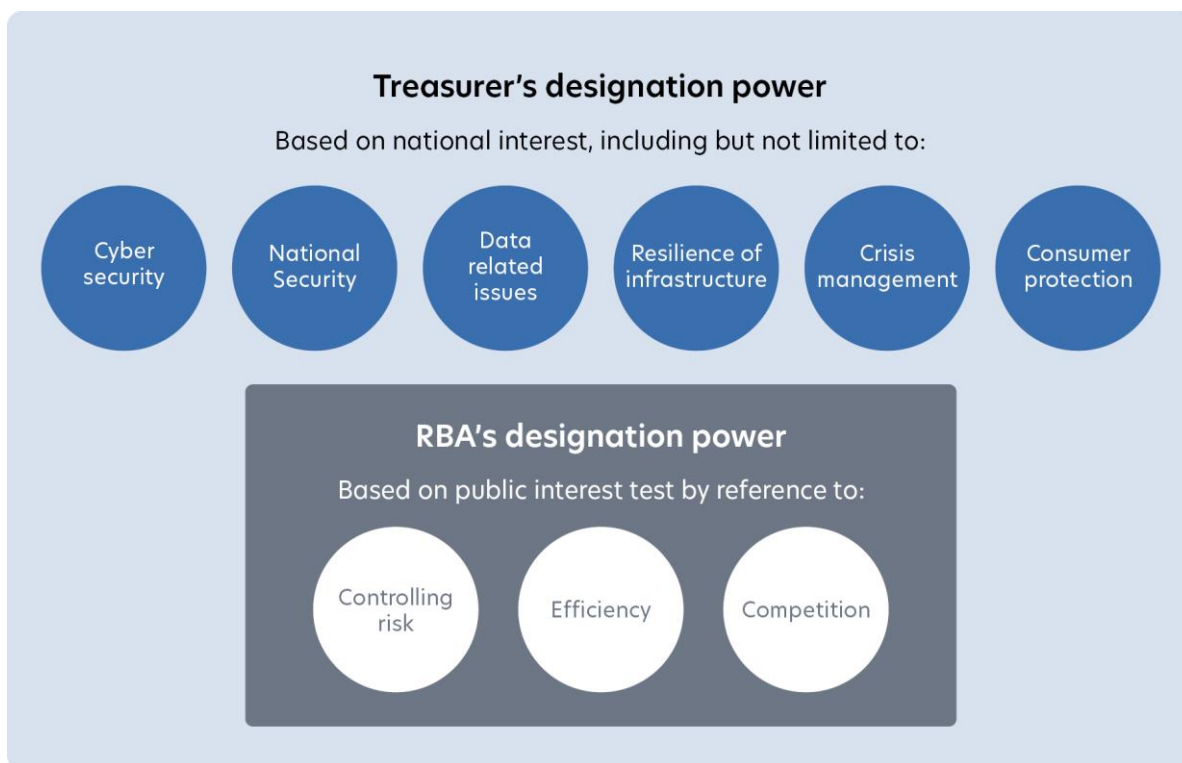 Treasurer's designation power
Based on national interest, including but not limited to:
Cyber
security
National
Security
Data
related
issues
Resilience of
infrastructure
Crisis
management
Consumer
protection
RBA's designation power
Based on public interest test by reference to:
Controlling
risk
Efficiency
Competition